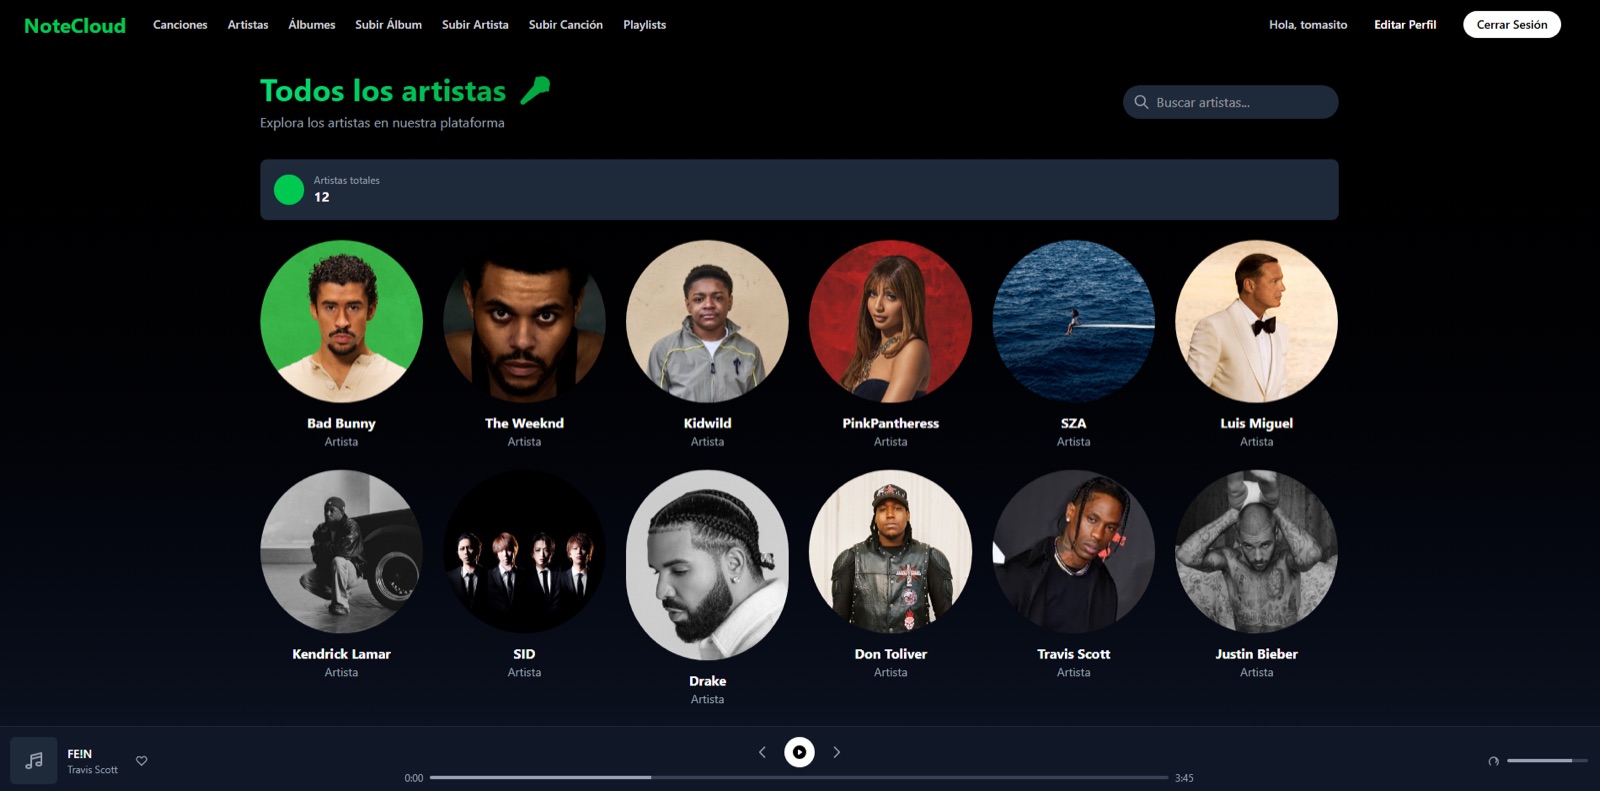 NoteCloud
Canciones
Artistas
Álbumes
Subir Álbum
Subir Artista
Subir Canción
Playlists
Hola, tomasito
Editar Perfil
Cerrar Sesión
Todos los artistas
Explora los artistas en nuestra plataforma
Buscar artistas...
Artistas totales
12
Bad Bunny
Artista
The Weeknd
Artista
Kidwild
Artista
PinkPantheress
Artista
SZA
Artista
Luis Miguel
Artista
Kendrick Lamar
Artista
SID
Artista
Drake
Artista
Don Toliver
Artista
Travis Scott
Artista
Justin Bieber
Artista
FE!N
Travis Scott
0:00
3:45